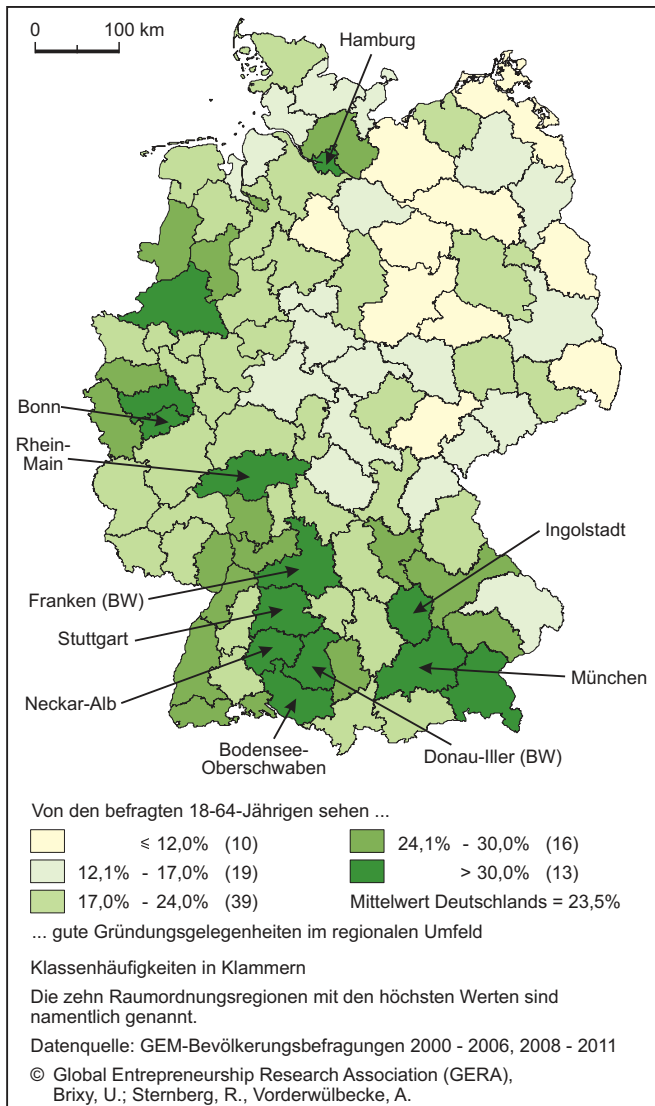 0 100 km
Hamburg
Bonn
Rhein-
Main
Ingolstadt
Franken (BW)
Stuttgart
München
Neckar-Alb
Bodensee-
Oberschwaben
Donau-Iller (BW)
Von den befragten 18-64-Jährigen sehen ...
⩽ 12,0% (10)
12,1% - 17,0% (19)
17,0% - 24,0% (39)
24,1% - 30,0% (16)
> 30,0% (13)
Mittelwert Deutschlands = 23,5%
... gute Gründungsgelegenheiten im regionalen Umfeld
Klassenhäufigkeiten in Klammern
Die zehn Raumordnungsregionen mit den höchsten Werten sind
namentlich genannt.
Datenquelle: GEM-Bevölkerungsbefragungen 2000 - 2006, 2008 - 2011
© Global Entrepreneurship Research Association (GERA),
Brixy, U.; Sternberg, R., Vorderwülbecke, A.